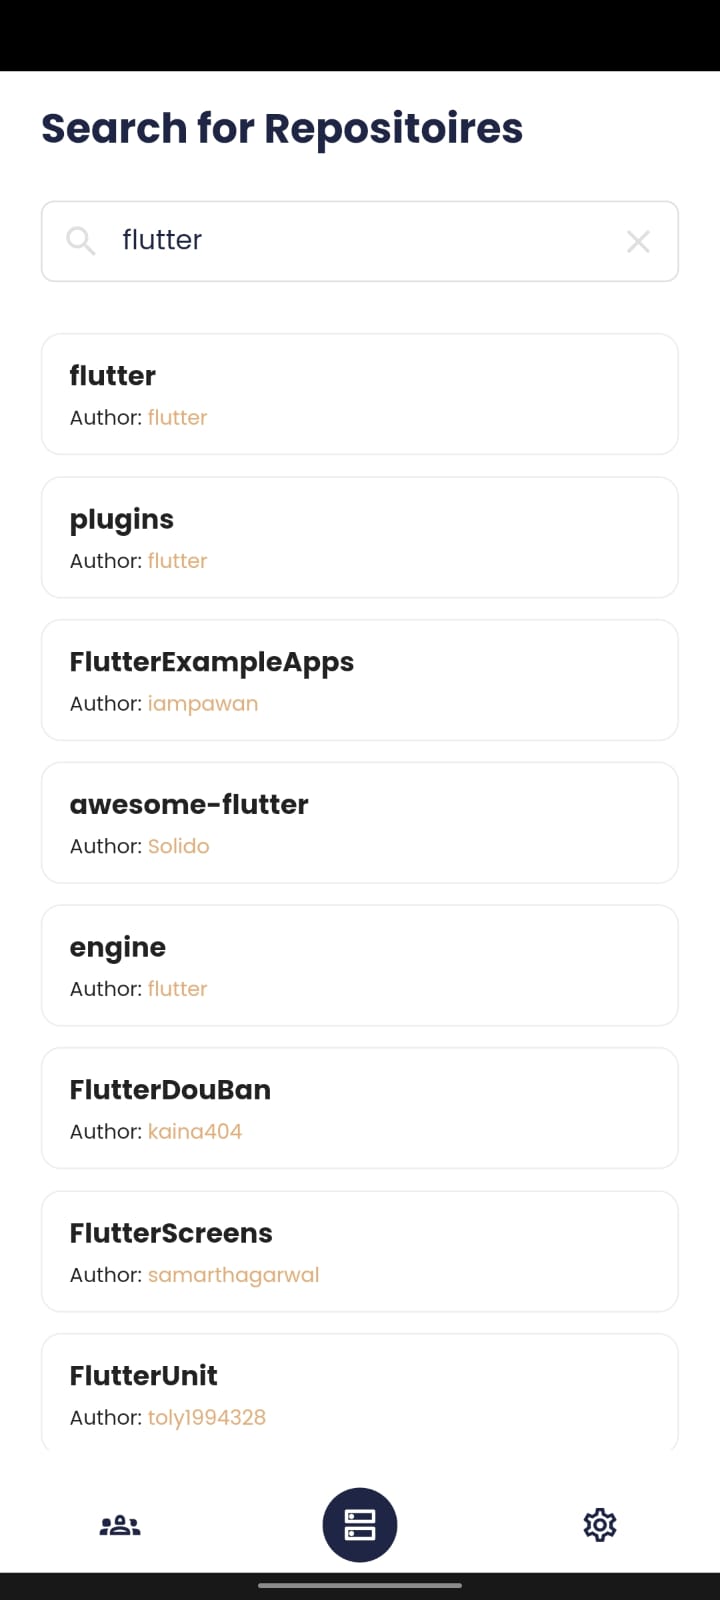 Search for Repositoires
flutter
flutter
Author: flutter
plugins
Author: flutter
FlutterExampleApps
Author: iampawan
awesome-flutter
Author: Solido
engine
Author: flutter
FlutterDouBan
Author: kaina404
FlutterScreens
Author: samarthagarwal
FlutterUnit
Author: toly1994328